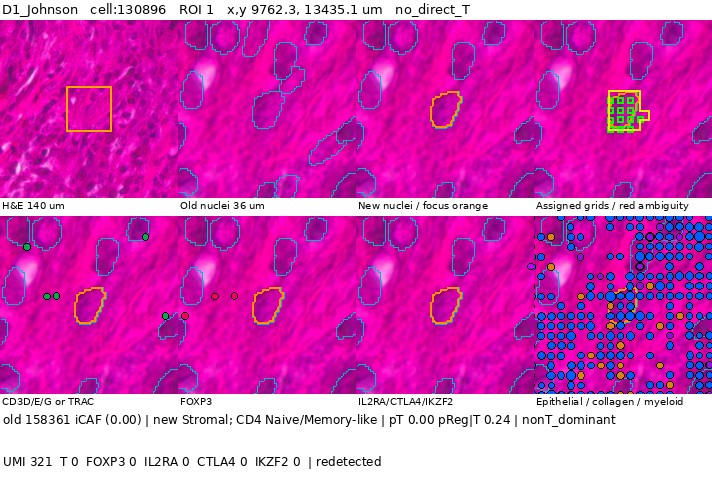 D1_Johnson   cell:130896   ROI 1   x,y 9762.3, 13435.1 um   no_direct_T
H&E 140 um
Old nuclei 36 um
New nuclei / focus orange
Assigned grids / red ambiguity
CD3D/E/G or TRAC
FOXP3
IL2RA/CTLA4/IKZF2
Epithelial / collagen / myeloid
old 158361 iCAF (0.00) | new Stromal; CD4 Naive/Memory-like | pT 0.00 pReg|T 0.24 | nonT_dominant
UMI 321  T 0  FOXP3 0  IL2RA 0  CTLA4 0  IKZF2 0  | redetected